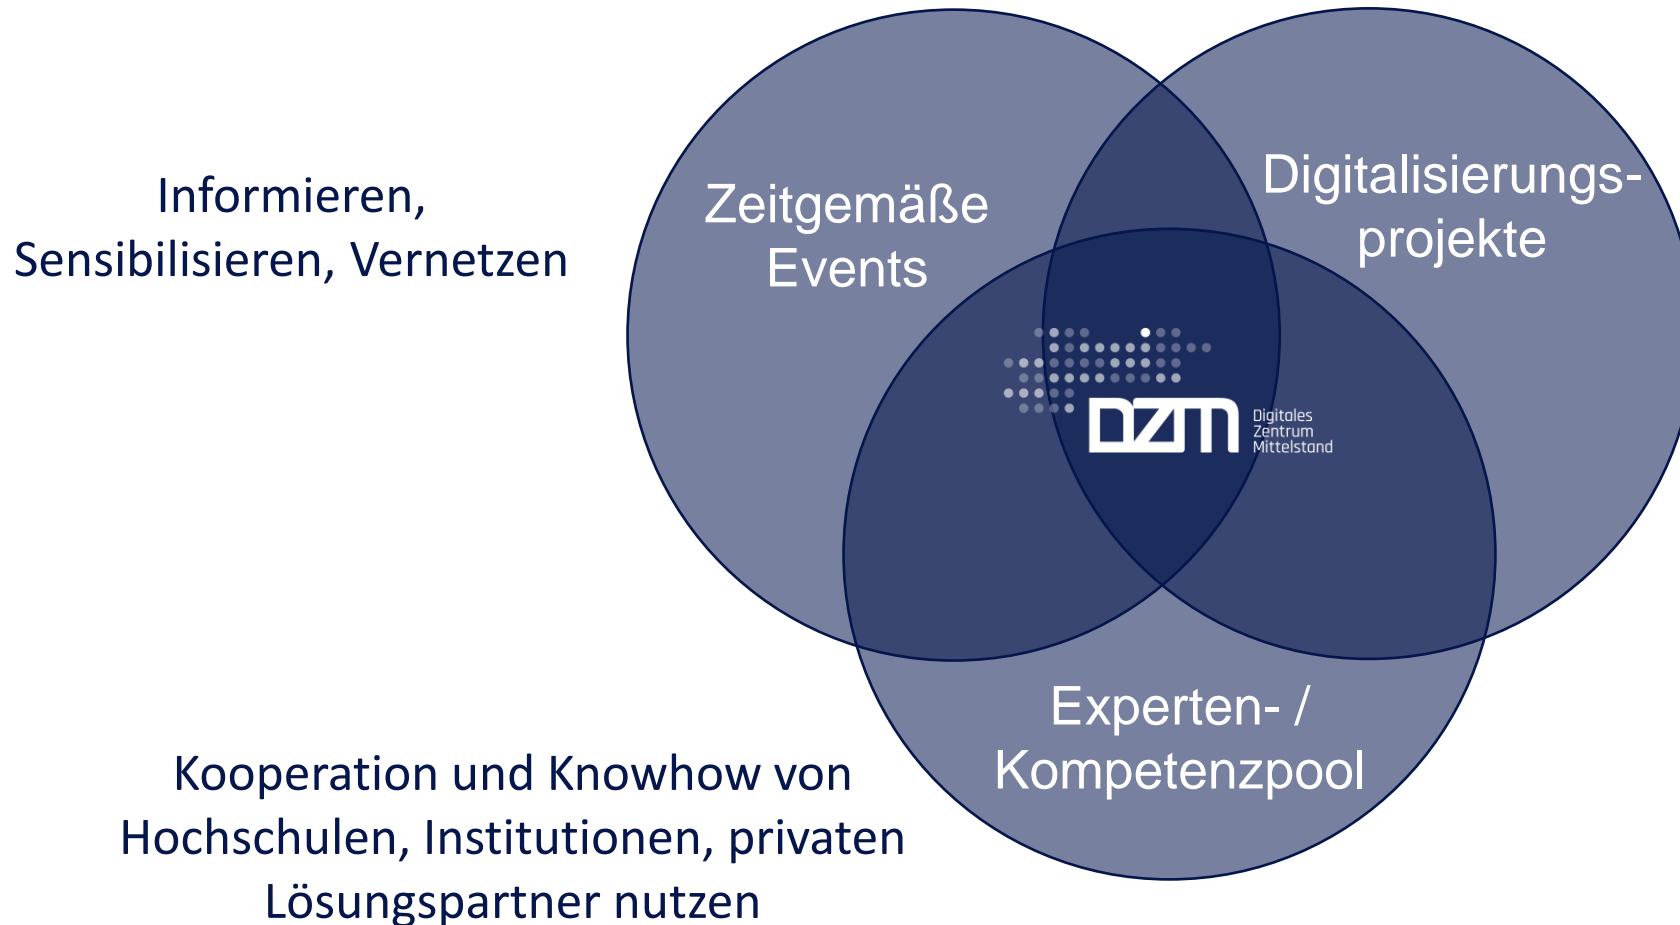 Informieren,
Sensibilisieren, Vernetzen
Zeitgemäße
Events
Digitalisierungs-
projekte
DZM
Digitales
Zentrum
Mittelstand
Experten- /
Kompetenzpool
Kooperation und Knowhow von
Hochschulen, Institutionen, privaten
Lösungspartner nutzen